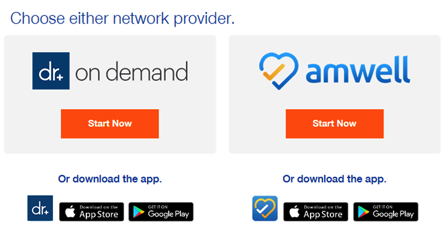 Choose either network provider.
dr+ on demand
amwell
Start Now
Start Now
Or download the app.
Or download the app.
dr+
Download on the
App Store
GET IT ON
Google Play
Download on the
App Store
GET IT ON
Google Play